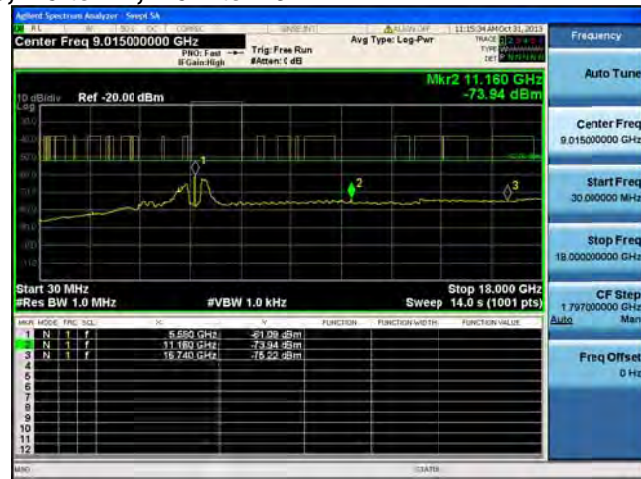 Agilent Spectrum Analyzer - Swept SA
11:15:34 AM Oct 31, 2013
Center Freq 9.015000000 GHz
PNO: Fast
IFGain:High
Trig: Free Run
#Atten: 0 dB
Avg Type: Log-Pwr
TRACE
TYPE
DET
Mkr2 11.160 GHz
-73.94 dBm
10 dB/div
Log
Ref -20.00 dBm
1
2
3
Start 30 MHz
Stop 18.000 GHz
#Res BW 1.0 MHz
#VBW 1.0 kHz
Sweep 14.0 s (1001 pts)
MKR MODE TRC SCL X Y FUNCTION FUNCTION WIDTH FUNCTION VALUE
1 N 1 f 5.580 GHz -61.09 dBm
2 N 1 f 11.160 GHz -73.94 dBm
3 N 1 f 16.740 GHz -75.22 dBm
4
5
6
7
8
9
10
11
12
MSG
STATUS
Frequency
Auto Tune
Center Freq
9.015000000 GHz
Start Freq
30.000000 MHz
Stop Freq
18.000000000 GHz
CF Step
1.797000000 GHz
Auto Man
Freq Offset
0 Hz